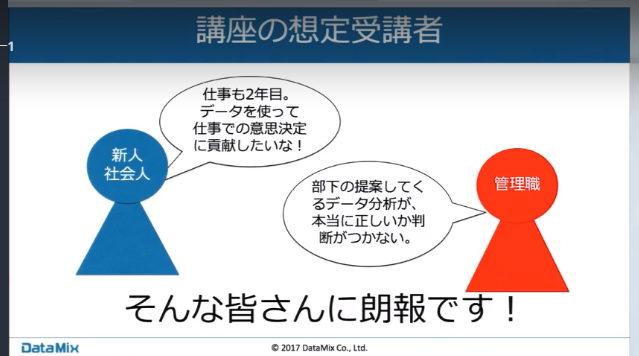 講座の想定受講者
1
仕事も2年目。
データを使って
仕事での意思決定
に貢献したいな！
新人
社会人
部下の提案してく
るデータ分析が、
本当に正しいか判
断がつかない。
管理職
そんな皆さんに朗報です！
DataMix
© 2017 DataMix Co., Ltd.